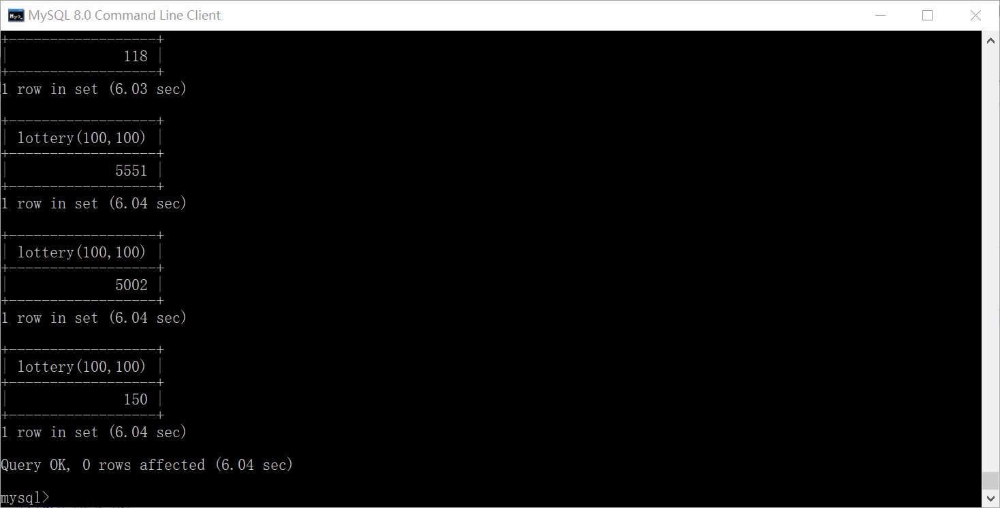 MySQL 8.0 Command Line Client
+------------------+
|              118 |
+------------------+
1 row in set (6.03 sec)
+------------------+
| lottery(100,100) |
+------------------+
|             5551 |
+------------------+
1 row in set (6.04 sec)
+------------------+
| lottery(100,100) |
+------------------+
|             5002 |
+------------------+
1 row in set (6.04 sec)
+------------------+
| lottery(100,100) |
+------------------+
|              150 |
+------------------+
1 row in set (6.04 sec)
Query OK, 0 rows affected (6.04 sec)
mysql>